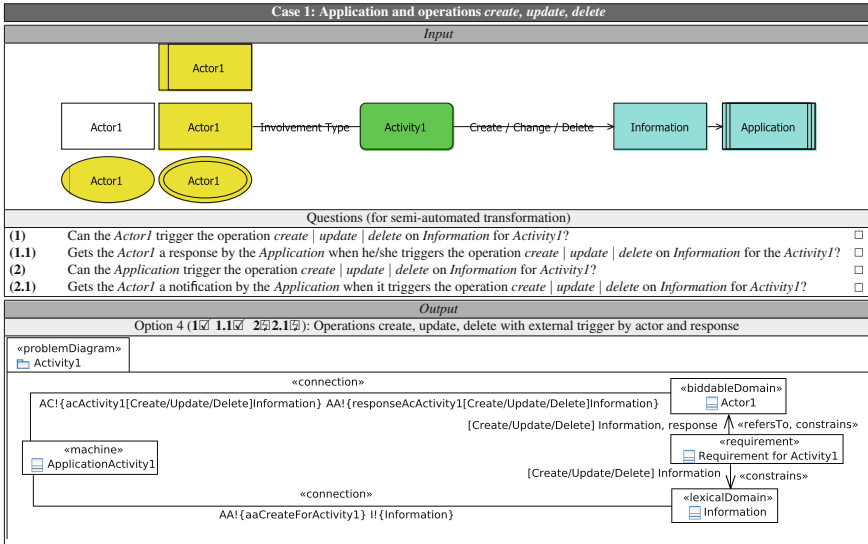 Case 1: Application and operations create, update, delete
Input
Actor1
Actor1
Actor1
Involvement Type
Activity1
Create / Change / Delete
Information
Application
Actor1
Actor1
Questions (for semi-automated transformation)
(1) Can the Actor1 trigger the operation create | update | delete on Information for Activity1? □
(1.1) Gets the Actor1 a response by the Application when he/she triggers the operation create | update | delete on Information for the Activity1? □
(2) Can the Application trigger the operation create | update | delete on Information for Activity1? □
(2.1) Gets the Actor1 a notification by the Application when it triggers the operation create | update | delete on Information for Activity1? □
Output
Option 4 (1☑ 1.1☑ 2☒ 2.1☒): Operations create, update, delete with external trigger by actor and response
«problemDiagram»
Activity1
«connection»
AC!{acActivity1[Create/Update/Delete]Information} AA!{responseAcActivity1[Create/Update/Delete]Information}
«biddableDomain»
Actor1
[Create/Update/Delete] Information, response
«refersTo, constrains»
«machine»
ApplicationActivity1
«requirement»
Requirement for Activity1
[Create/Update/Delete] Information
«constrains»
«connection»
AA!{aaCreateForActivity1} I!{Information}
«lexicalDomain»
Information